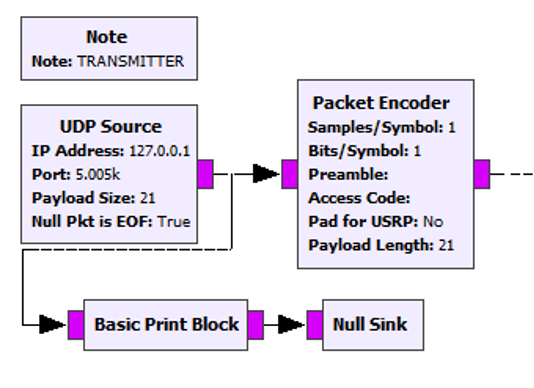 Note
Note: TRANSMITTER
UDP Source
IP Address: 127.0.0.1
Port: 5.005k
Payload Size: 21
Null Pkt is EOF: True
Packet Encoder
Samples/Symbol: 1
Bits/Symbol: 1
Preamble:
Access Code:
Pad for USRP: No
Payload Length: 21
Basic Print Block
Null Sink